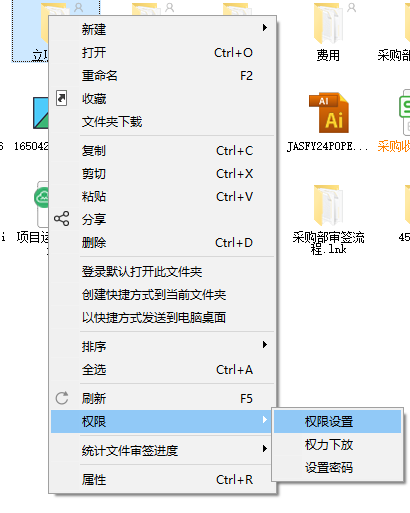 立
费用
采购部
新建
打开 Ctrl+O
重命名 F2
收藏
文件夹下载
165042
JASFY24POPE...
采购收
复制 Ctrl+C
剪切 Ctrl+X
粘贴 Ctrl+V
分享
删除 Ctrl+D
i
项目运
采购部审签流
程.lnk
45
登录默认打开此文件夹
创建快捷方式到当前文件夹
以快捷方式发送到电脑桌面
排序
全选 Ctrl+A
刷新 F5
权限
权限设置
权力下放
设置密码
统计文件审签进度
属性 Ctrl+R